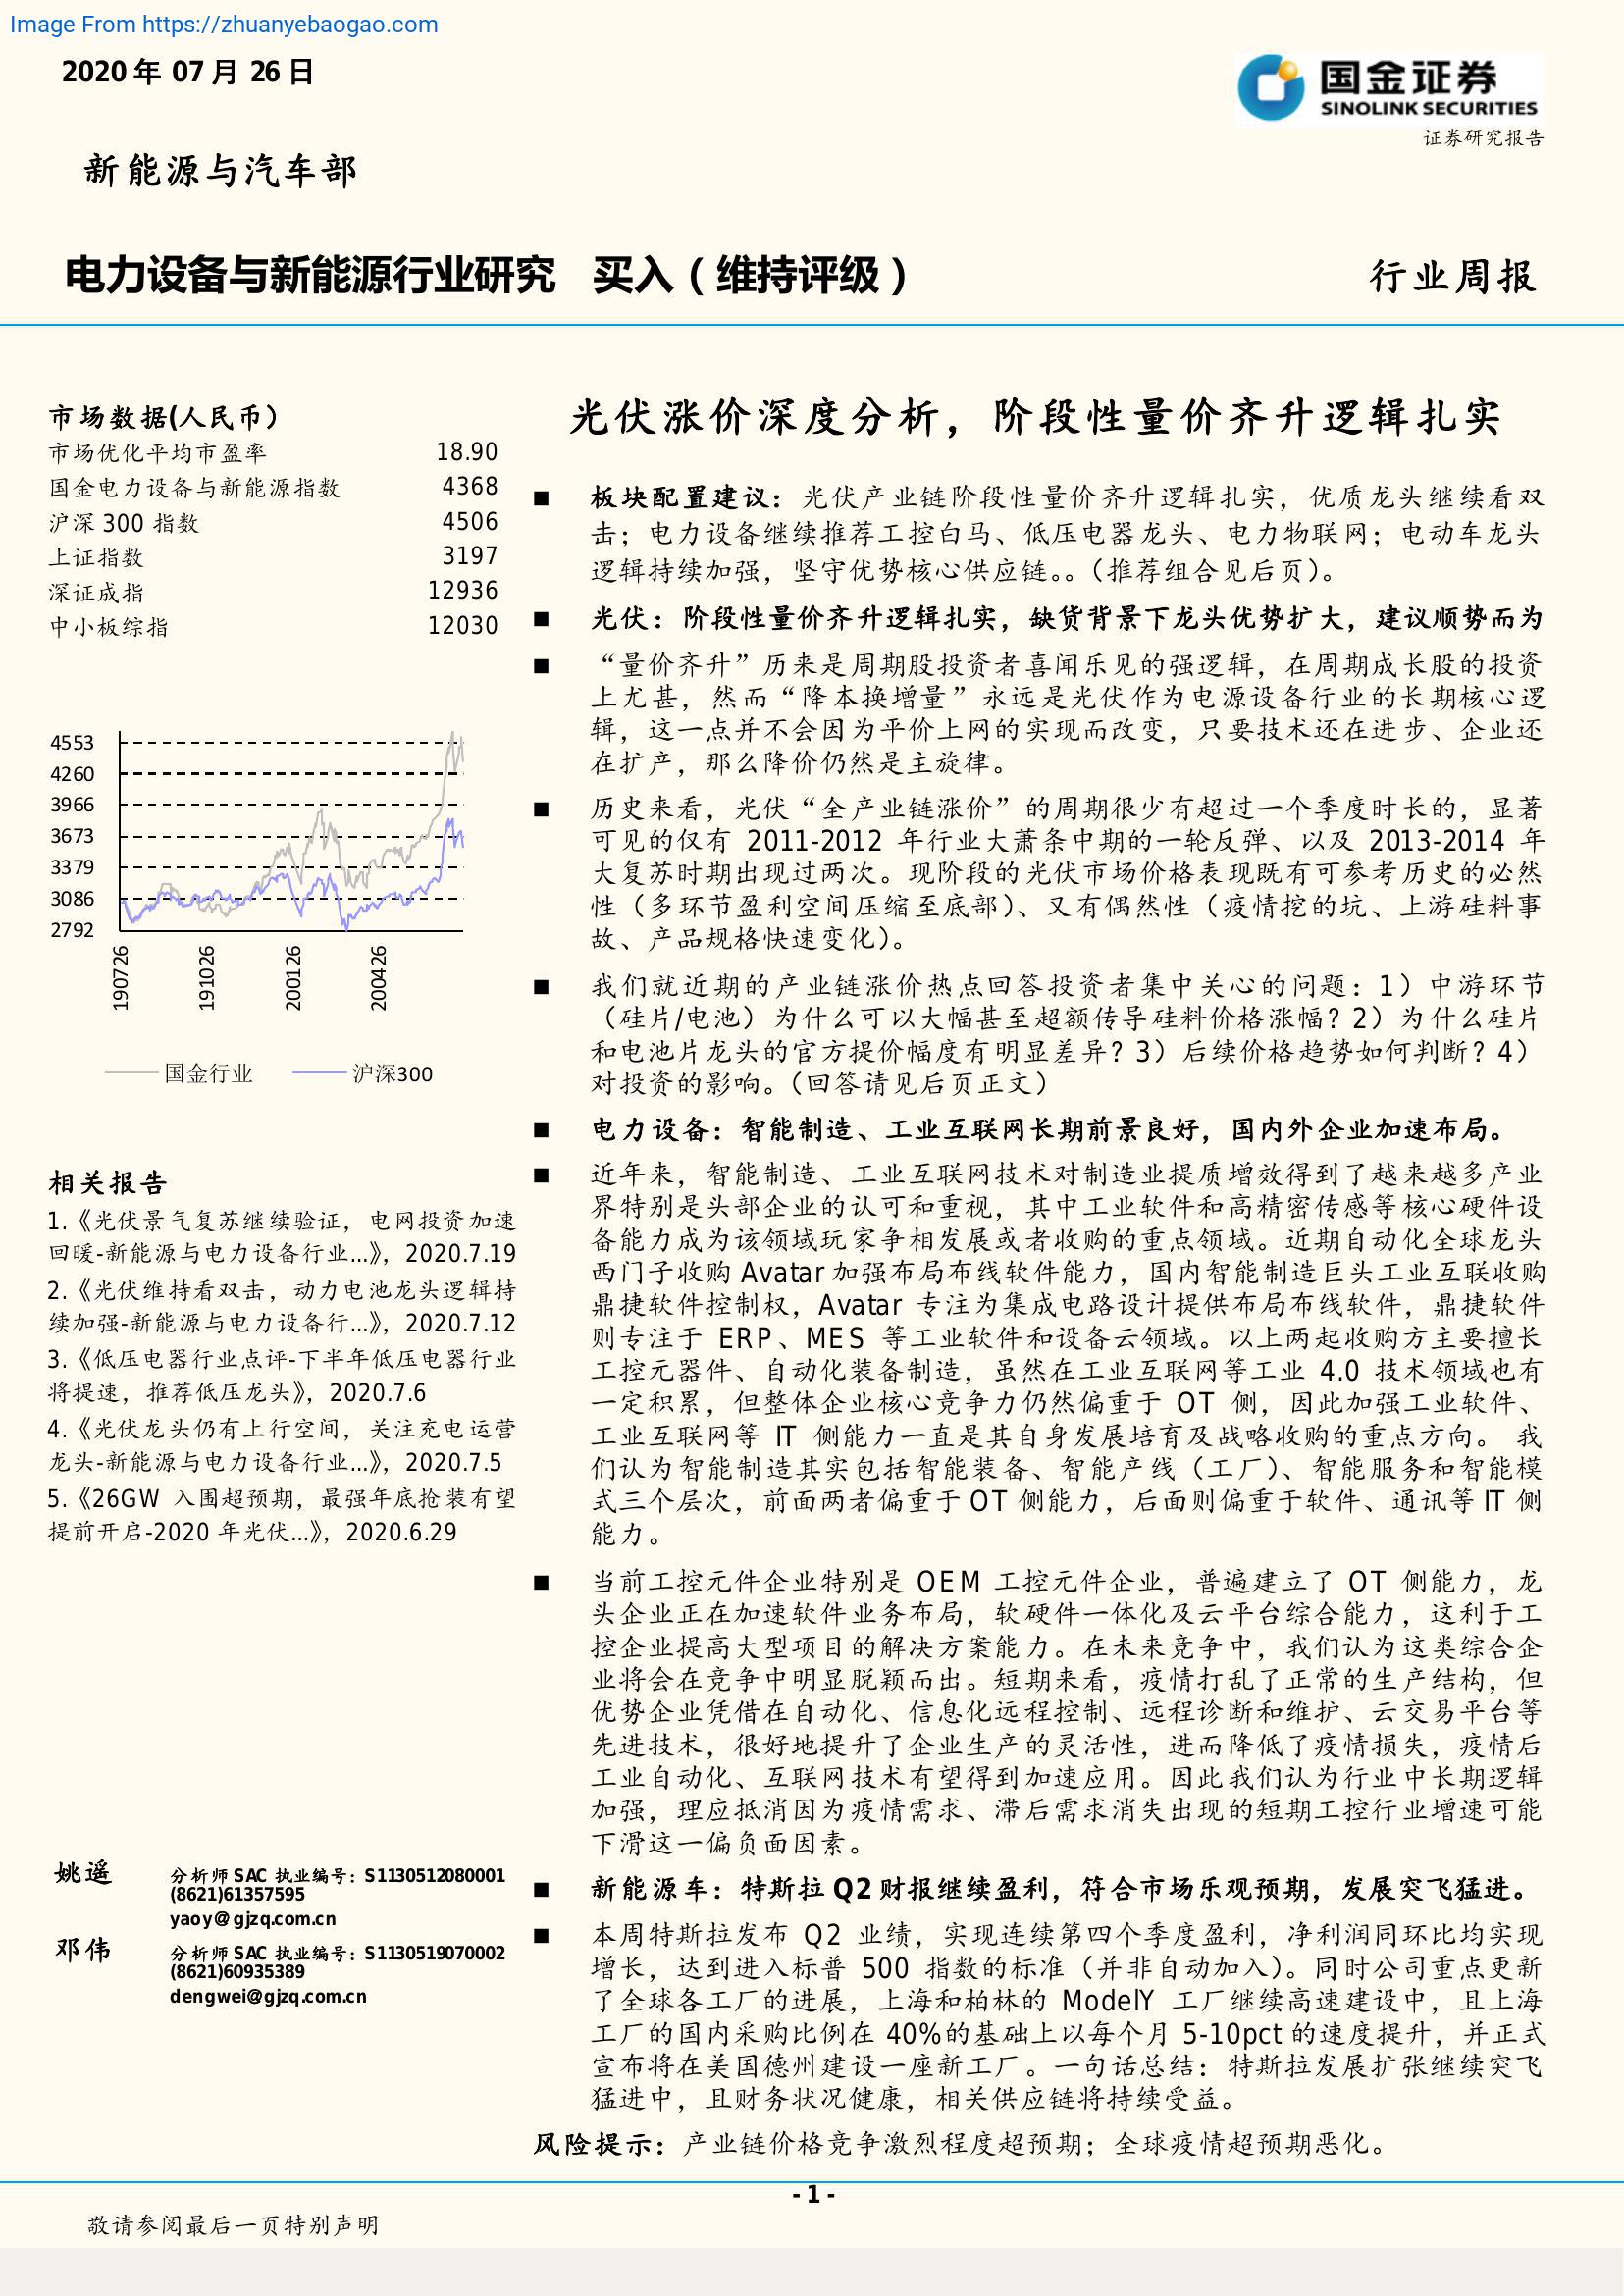 Image From https://zhuanyebaogao.com
2020 年 07 月 26 日
国金证券
SINOLINK SECURITIES
证券研究报告
新能源与汽车部
电力设备与新能源行业研究 买入（维持评级）
行业周报
市场数据(人民币）
市场优化平均市盈率 18.90
国金电力设备与新能源指数 4368
沪深 300 指数 4506
上证指数 3197
深证成指 12936
中小板综指 12030
4553
4260
3966
3673
3379
3086
2792
190726
191026
200126
200426
国金行业 沪深300
相关报告
1.《光伏景气复苏继续验证，电网投资加速
回暖-新能源与电力设备行业...》，2020.7.19
2.《光伏维持看双击，动力电池龙头逻辑持
续加强-新能源与电力设备行...》，2020.7.12
3.《低压电器行业点评-下半年低压电器行业
将提速，推荐低压龙头》，2020.7.6
4.《光伏龙头仍有上行空间，关注充电运营
龙头-新能源与电力设备行业...》，2020.7.5
5.《26GW 入围超预期，最强年底抢装有望
提前开启-2020 年光伏...》，2020.6.29
姚遥 分析师 SAC 执业编号：S1130512080001
(8621)61357595
yaoy@gjzq.com.cn
邓伟 分析师 SAC 执业编号：S1130519070002
(8621)60935389
dengwei@gjzq.com.cn
光伏涨价深度分析，阶段性量价齐升逻辑扎实
■ 板块配置建议：光伏产业链阶段性量价齐升逻辑扎实，优质龙头继续看双
击；电力设备继续推荐工控白马、低压电器龙头、电力物联网；电动车龙头
逻辑持续加强，坚守优势核心供应链。。（推荐组合见后页）。
■ 光伏：阶段性量价齐升逻辑扎实，缺货背景下龙头优势扩大，建议顺势而为
■ “量价齐升”历来是周期股投资者喜闻乐见的强逻辑，在周期成长股的投资
上尤甚，然而“降本换增量”永远是光伏作为电源设备行业的长期核心逻
辑，这一点并不会因为平价上网的实现而改变，只要技术还在进步、企业还
在扩产，那么降价仍然是主旋律。
■ 历史来看，光伏“全产业链涨价”的周期很少有超过一个季度时长的，显著
可见的仅有 2011-2012 年行业大萧条中期的一轮反弹、以及 2013-2014 年
大复苏时期出现过两次。现阶段的光伏市场价格表现既有可参考历史的必然
性（多环节盈利空间压缩至底部）、又有偶然性（疫情挖的坑、上游硅料事
故、产品规格快速变化）。
■ 我们就近期的产业链涨价热点回答投资者集中关心的问题：1）中游环节
（硅片/电池）为什么可以大幅甚至超额传导硅料价格涨幅？2）为什么硅片
和电池片龙头的官方提价幅度有明显差异？3）后续价格趋势如何判断？4）
对投资的影响。（回答请见后页正文）
■ 电力设备：智能制造、工业互联网长期前景良好，国内外企业加速布局。
■ 近年来，智能制造、工业互联网技术对制造业提质增效得到了越来越多产业
界特别是头部企业的认可和重视，其中工业软件和高精密传感等核心硬件设
备能力成为该领域玩家争相发展或者收购的重点领域。近期自动化全球龙头
西门子收购 Avatar 加强布局布线软件能力，国内智能制造巨头工业互联收购
鼎捷软件控制权，Avatar 专注为集成电路设计提供布局布线软件，鼎捷软件
则专注于 ERP、MES 等工业软件和设备云领域。以上两起收购方主要擅长
工控元器件、自动化装备制造，虽然在工业互联网等工业 4.0 技术领域也有
一定积累，但整体企业核心竞争力仍然偏重于 OT 侧，因此加强工业软件、
工业互联网等 IT 侧能力一直是其自身发展培育及战略收购的重点方向。 我
们认为智能制造其实包括智能装备、智能产线（工厂）、智能服务和智能模
式三个层次，前面两者偏重于 OT 侧能力，后面则偏重于软件、通讯等 IT 侧
能力。
■ 当前工控元件企业特别是 OEM 工控元件企业，普遍建立了 OT 侧能力，龙
头企业正在加速软件业务布局，软硬件一体化及云平台综合能力，这利于工
控企业提高大型项目的解决方案能力。在未来竞争中，我们认为这类综合企
业将会在竞争中明显脱颖而出。短期来看，疫情打乱了正常的生产结构，但
优势企业凭借在自动化、信息化远程控制、远程诊断和维护、云交易平台等
先进技术，很好地提升了企业生产的灵活性，进而降低了疫情损失，疫情后
工业自动化、互联网技术有望得到加速应用。因此我们认为行业中长期逻辑
加强，理应抵消因为疫情需求、滞后需求消失出现的短期工控行业增速可能
下滑这一偏负面因素。
■ 新能源车：特斯拉 Q2 财报继续盈利，符合市场乐观预期，发展突飞猛进。
■ 本周特斯拉发布 Q2 业绩，实现连续第四个季度盈利，净利润同环比均实现
增长，达到进入标普 500 指数的标准（并非自动加入）。同时公司重点更新
了全球各工厂的进展，上海和柏林的 ModelY 工厂继续高速建设中，且上海
工厂的国内采购比例在 40%的基础上以每个月 5-10pct 的速度提升，并正式
宣布将在美国德州建设一座新工厂。一句话总结：特斯拉发展扩张继续突飞
猛进中，且财务状况健康，相关供应链将持续受益。
风险提示：产业链价格竞争激烈程度超预期；全球疫情超预期恶化。
- 1 -
敬请参阅最后一页特别声明